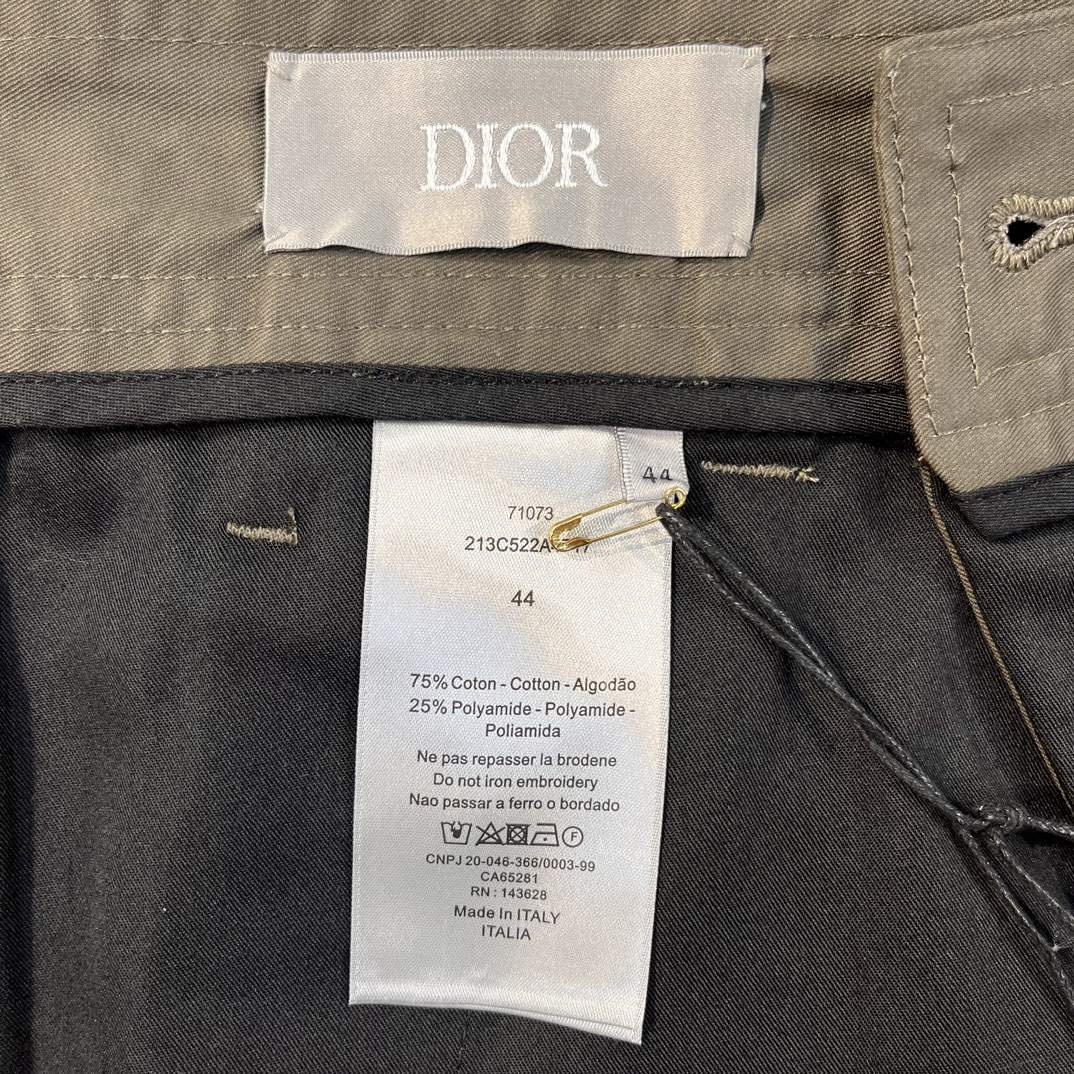 DIOR
44
71073
213C522A
44
75% Coton - Cotton - Algodão
25% Polyamide - Polyamide -
Poliamida
Ne pas repasser la brodene
Do not iron embroidery
Nao passar a ferro o bordado
F
CNPJ 20-046-366/0003-99
CA65281
RN : 143628
Made In ITALY
ITALIA